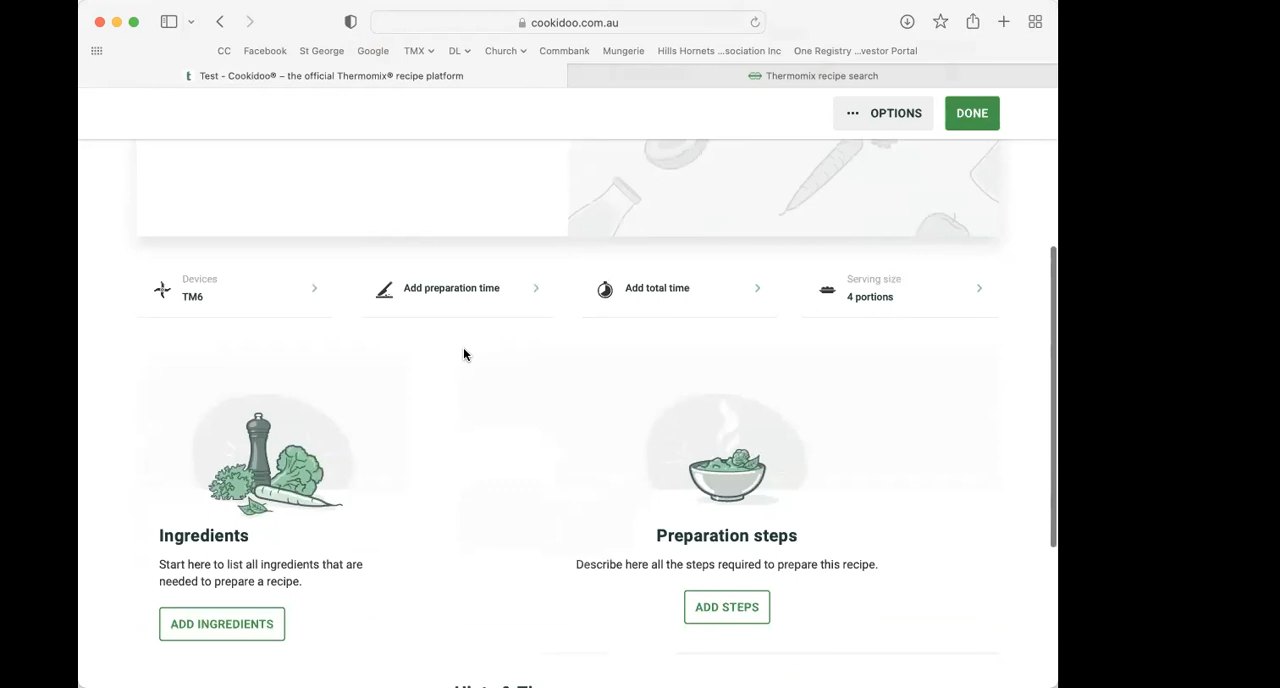 cookidoo.com.au
CC Facebook St George Google TMX DL Church Commbank Mungerie Hills Hornets ...sociation Inc One Registry ...vestor Portal
Test - Cookidoo® – the official Thermomix® recipe platform
Thermomix recipe search
••• OPTIONS
DONE
Devices
TM6
Add preparation time
Add total time
Serving size
4 portions
Ingredients
Start here to list all ingredients that are
needed to prepare a recipe.
ADD INGREDIENTS
Preparation steps
Describe here all the steps required to prepare this recipe.
ADD STEPS